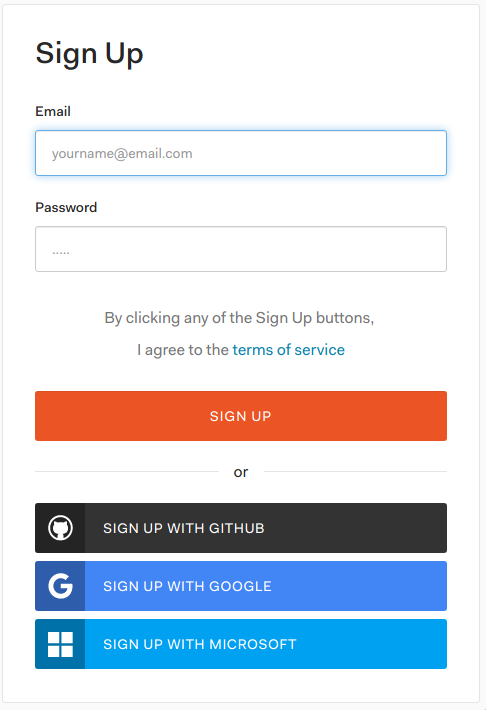 Sign Up
Email
yourname@email.com
Password
.....
By clicking any of the Sign Up buttons,
I agree to the terms of service
SIGN UP
or
SIGN UP WITH GITHUB
SIGN UP WITH GOOGLE
SIGN UP WITH MICROSOFT